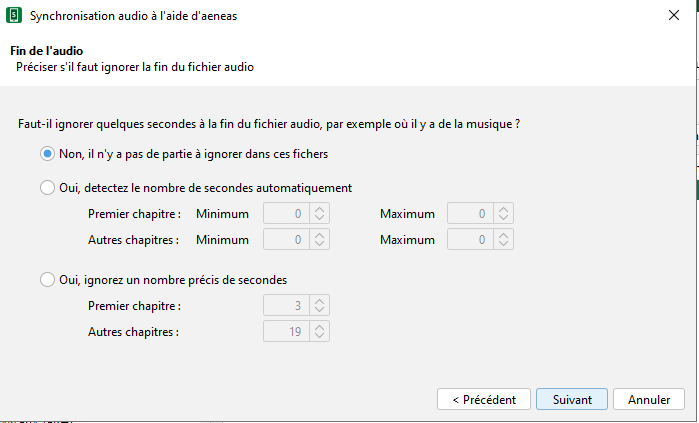 Synchronisation audio à l'aide d'aeneas
Fin de l'audio
Préciser s'il faut ignorer la fin du fichier audio
Faut-il ignorer quelques secondes à la fin du fichier audio, par exemple où il y a de la musique ?
Non, il n'y a pas de partie à ignorer dans ces fichers
Oui, detectez le nombre de secondes automatiquement
Premier chapitre : Minimum 0 Maximum 0
Autres chapitres : Minimum 0 Maximum 0
Oui, ignorez un nombre précis de secondes
Premier chapitre : 3
Autres chapitres : 19
< Précédent Suivant Annuler